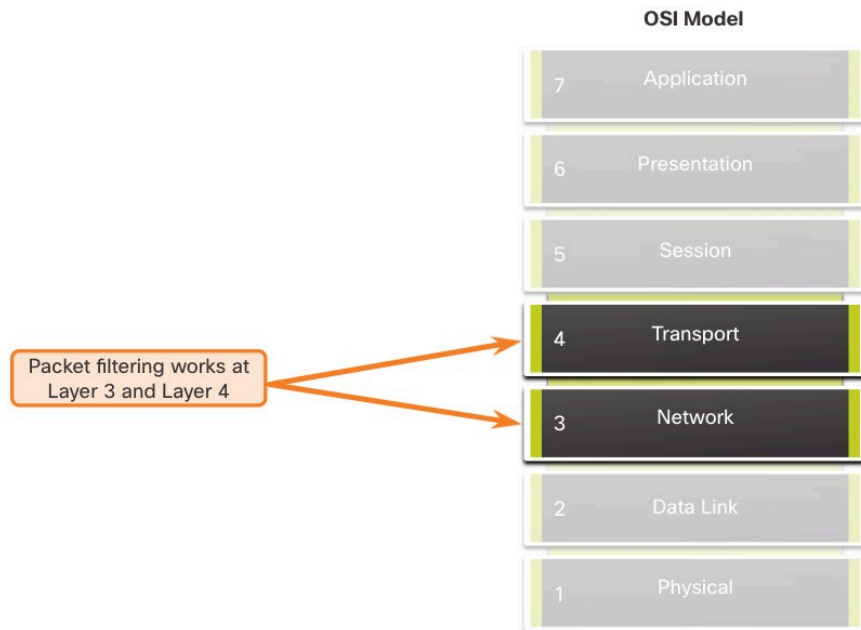 OSI Model
7 Application
6 Presentation
5 Session
4 Transport
Packet filtering works at
Layer 3 and Layer 4
3 Network
2 Data Link
1 Physical